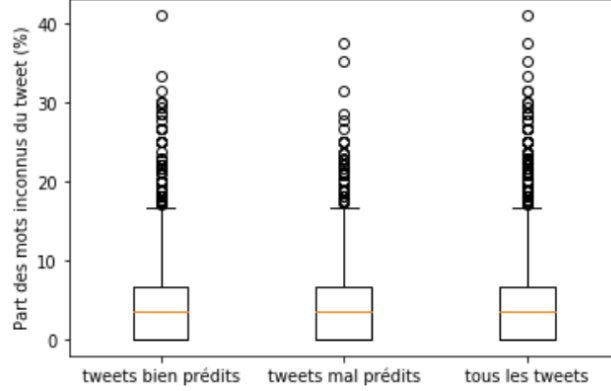 Part des mots inconnus du tweet (%)
40
30
20
10
0
tweets bien prédits
tweets mal prédits
tous les tweets